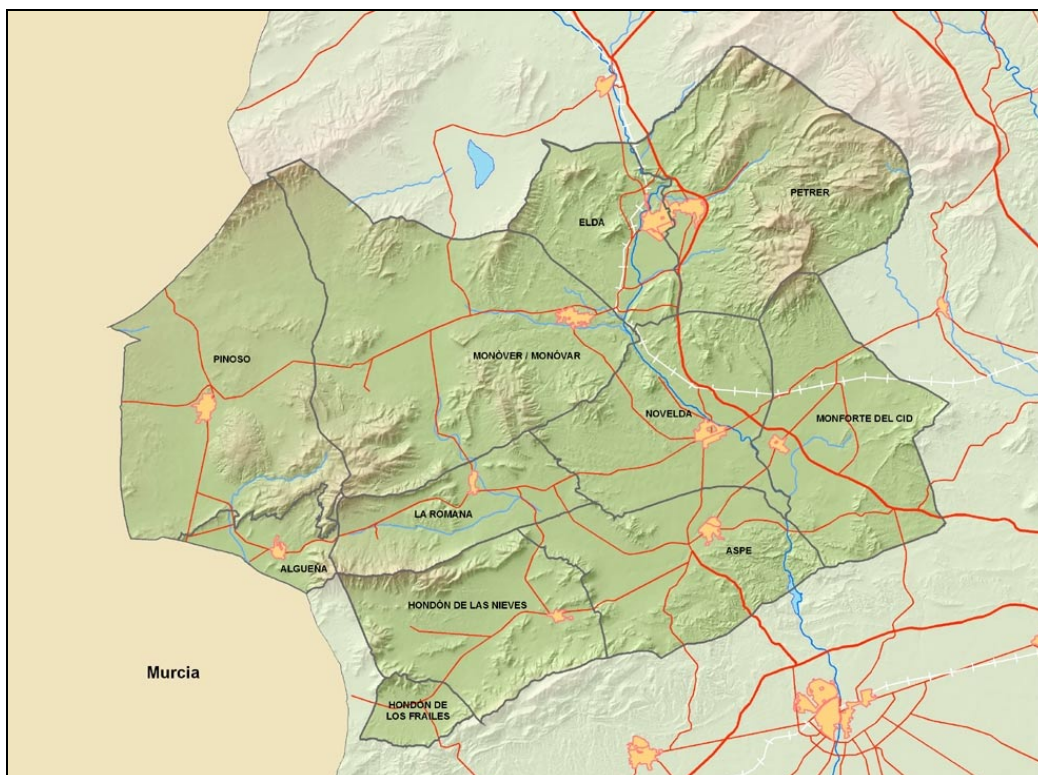 PETRER
ELDA
PINOSO
MONÒVER / MONÓVAR
NOVELDA
MONFORTE DEL CID
LA ROMANA
ASPE
ALGUEÑA
HONDÓN DE LAS NIEVES
Murcia
HONDÓN DE
LOS FRAILES